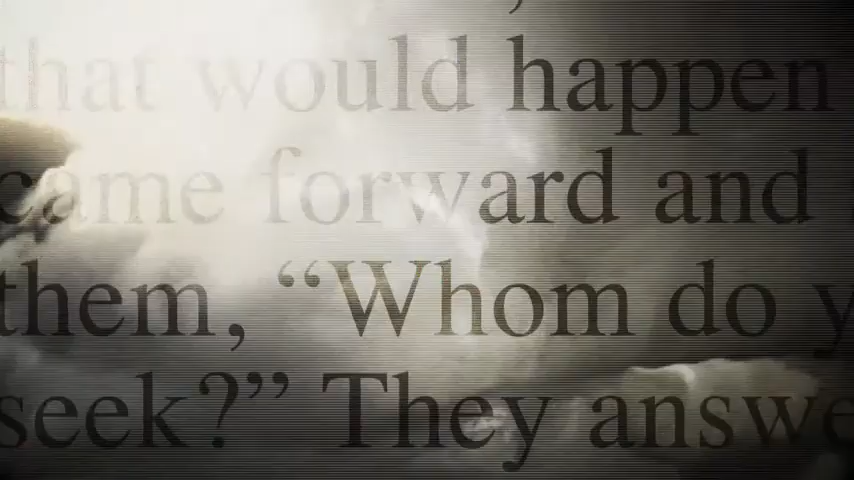 that would happen
came forward and
them, “Whom do y
seek?” They answe